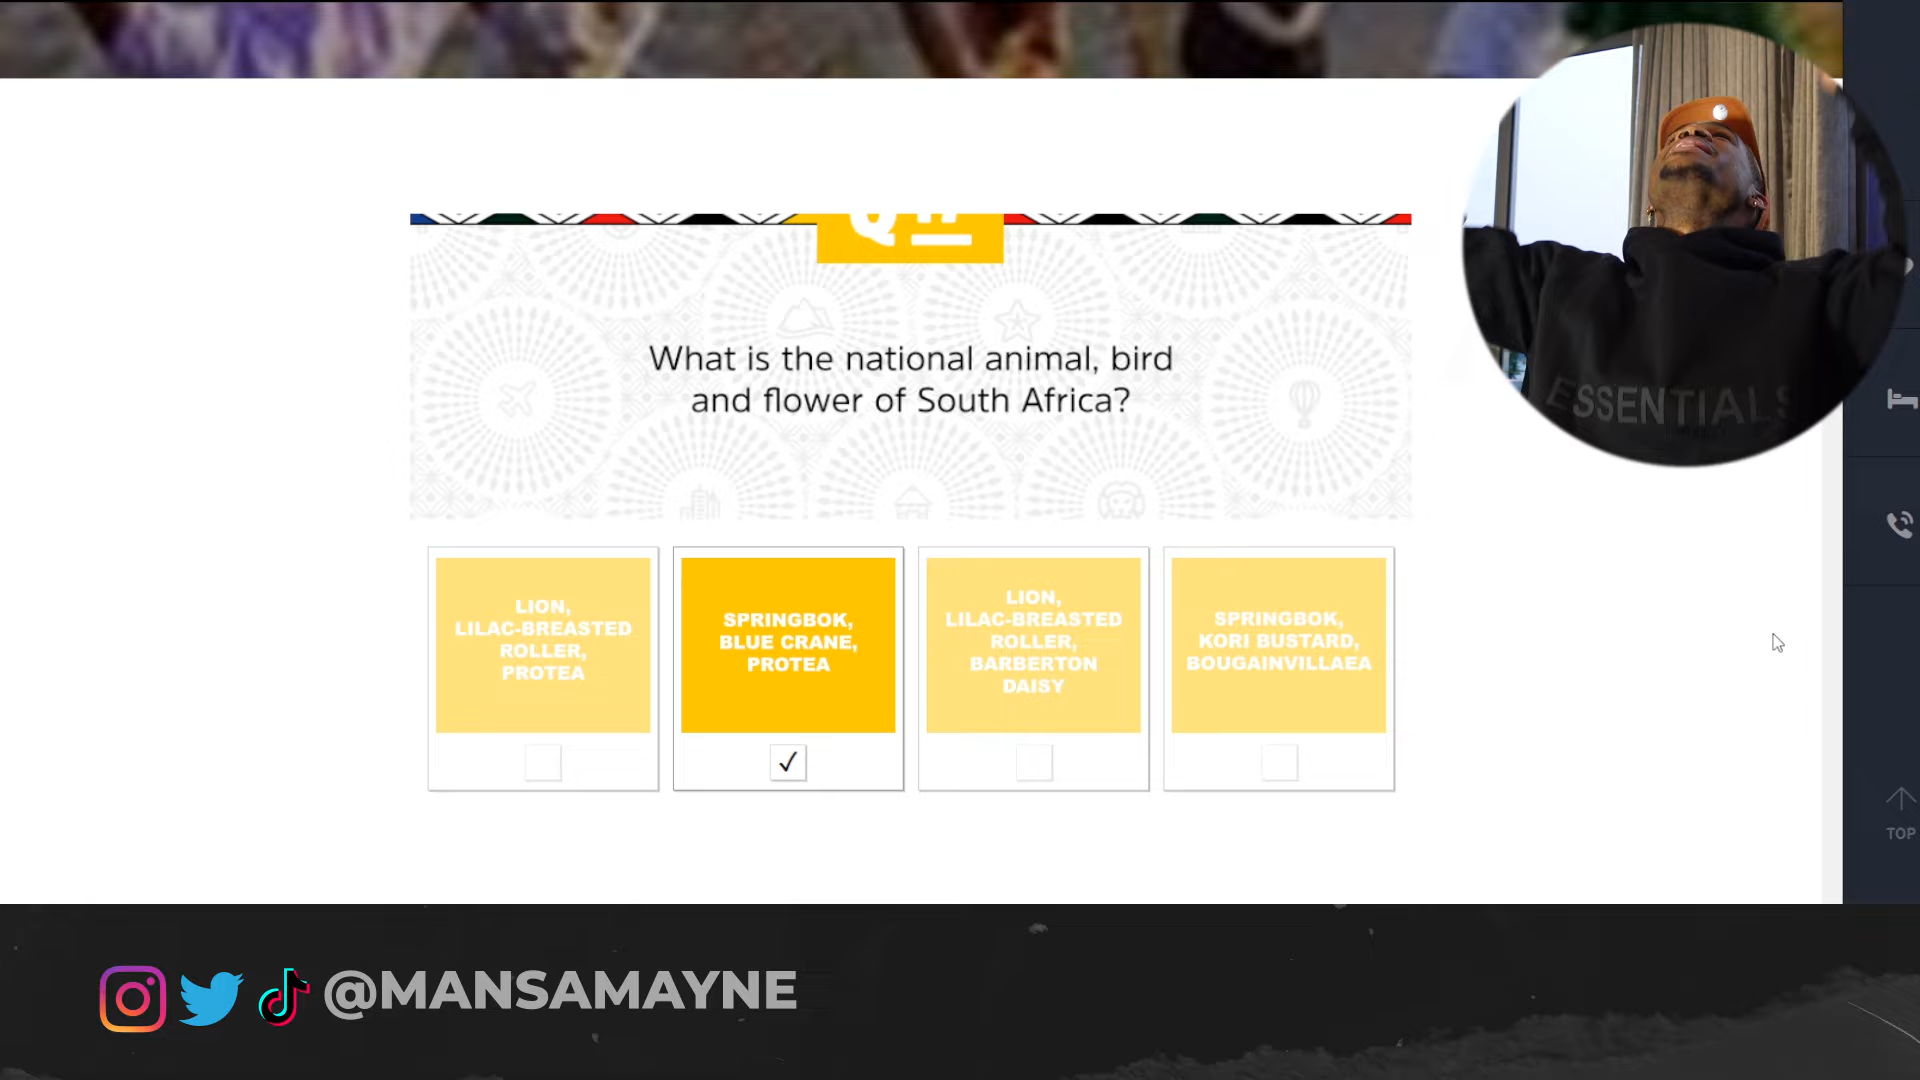 What is the national animal, bird
and flower of South Africa?
LION,
LILAC-BREASTED
ROLLER,
PROTEA
SPRINGBOK,
BLUE CRANE,
PROTEA
LION,
LILAC-BREASTED
ROLLER,
BARBERTON
DAISY
SPRINGBOK,
KORI BUSTARD,
BOUGAINVILLAEA
ESSENTIALS
TOP
@MANSAMAYNE